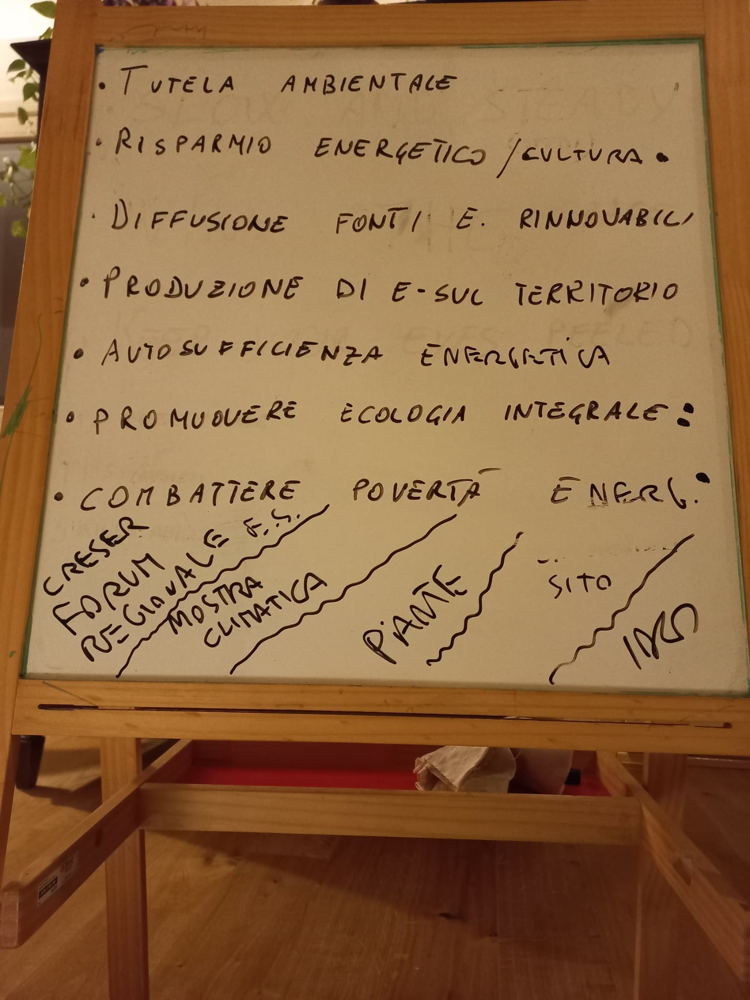 • TUTELA AMBIENTALE
• RISPARMIO ENERGETICO / CULTURA •
• DIFFUSIONE FONTI E. RINNOVABILI
• PRODUZIONE DI E-SUL TERRITORIO
• AUTOSUFFICIENZA ENERGETICA
• PROMUOVERE ECOLOGIA INTEGRALE :
• COMBATTERE POVERTÀ ENERG. •
CRESER
FORUM
REGIONALE E.S.
MOSTRA
CLIMATICA
PIANTE
SITO